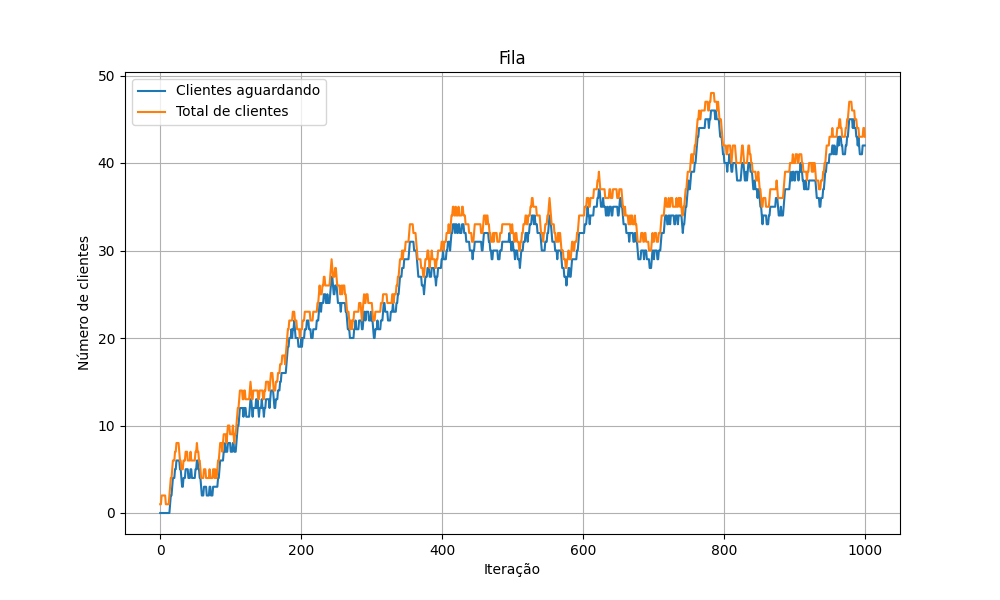 Fila
Clientes aguardando
Total de clientes
Número de clientes
50
40
30
20
10
0
0 200 400 600 800 1000
Iteração